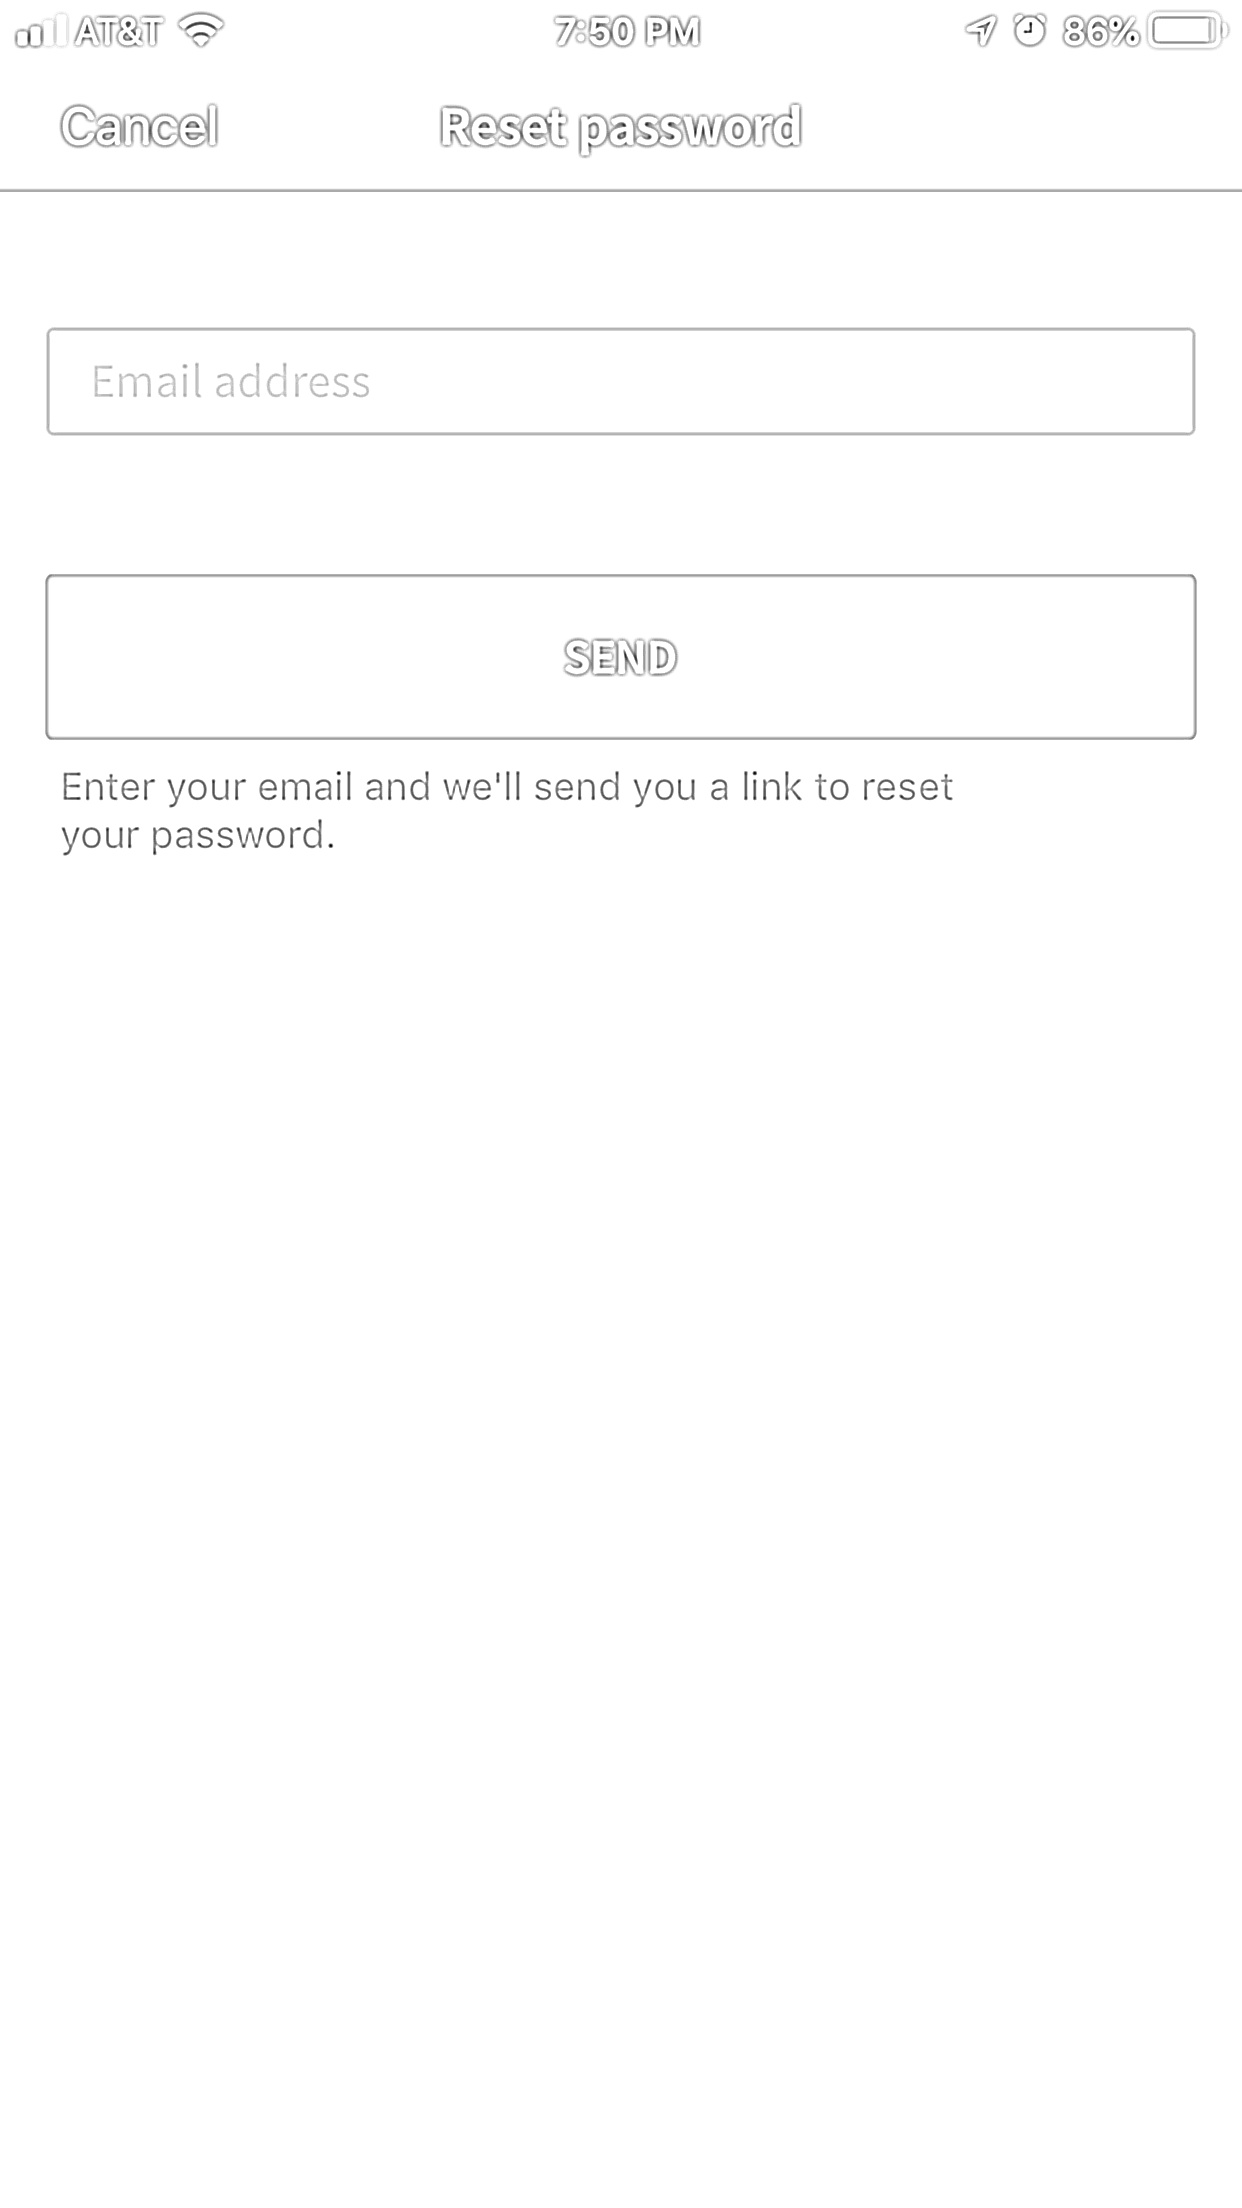 AT&T 7:50 PM 86%
Cancel Reset password
Email address
SEND
Enter your email and we'll send you a link to reset
your password.